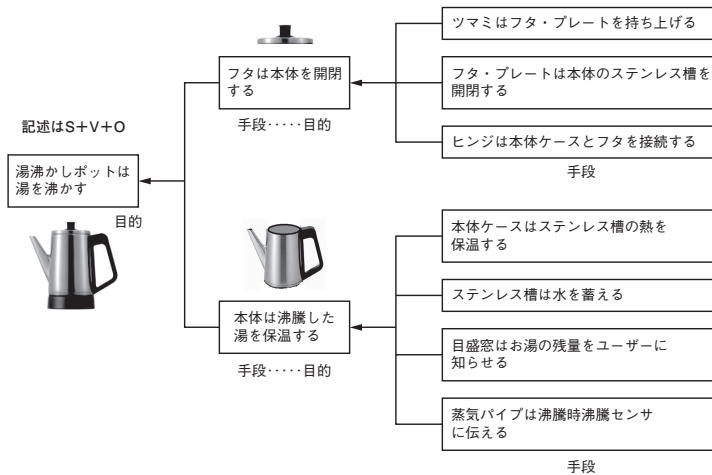 記述はS+V+O
湯沸かしポットは
湯を沸かす
目的
フタは本体を開閉
する
手段‥‥‥目的
本体は沸騰した
湯を保温する
手段‥‥‥目的
ツマミはフタ・プレートを持ち上げる
フタ・プレートは本体のステンレス槽を
開閉する
ヒンジは本体ケースとフタを接続する
手段
本体ケースはステンレス槽の熱を
保温する
ステンレス槽は水を蓄える
目盛窓はお湯の残量をユーザーに
知らせる
蒸気パイプは沸騰時沸騰センサ
に伝える
手段